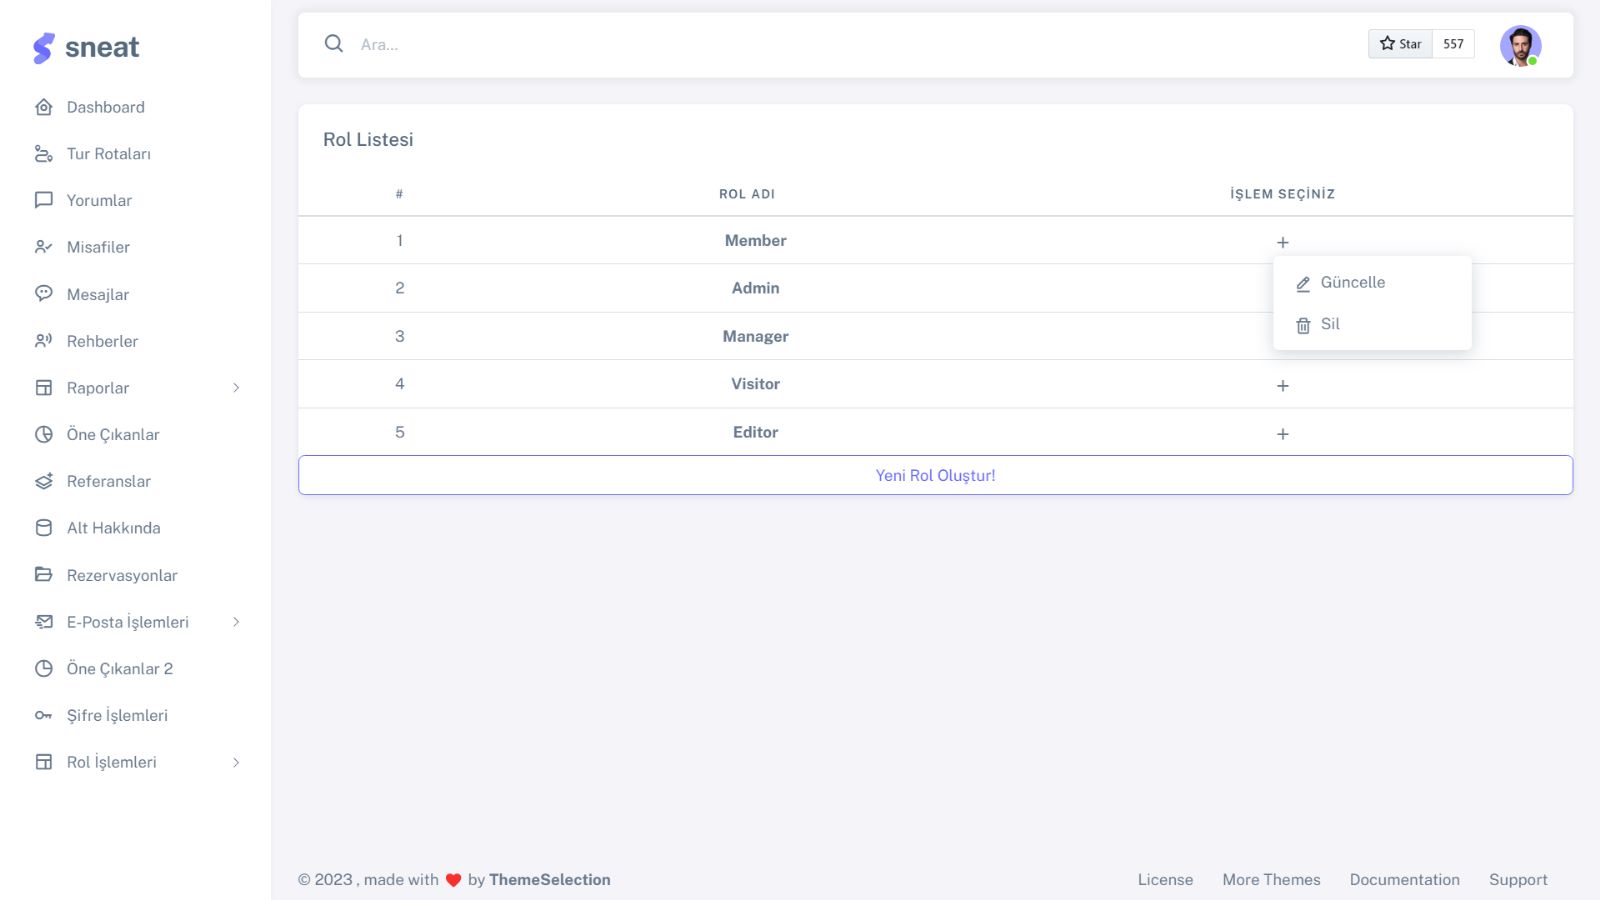 sneat
Dashboard
Tur Rotaları
Yorumlar
Misafiler
Mesajlar
Rehberler
Raporlar
Öne Çıkanlar
Referanslar
Alt Hakkında
Rezervasyonlar
E-Posta İşlemleri
Öne Çıkanlar 2
Şifre İşlemleri
Rol İşlemleri
Ara...
Star 557
Rol Listesi
# ROL ADI İŞLEM SEÇİNİZ
1 Member +
Güncelle
Sil
2 Admin
3 Manager
4 Visitor +
5 Editor +
Yeni Rol Oluştur!
© 2023 , made with ❤️ by ThemeSelection
License More Themes Documentation Support